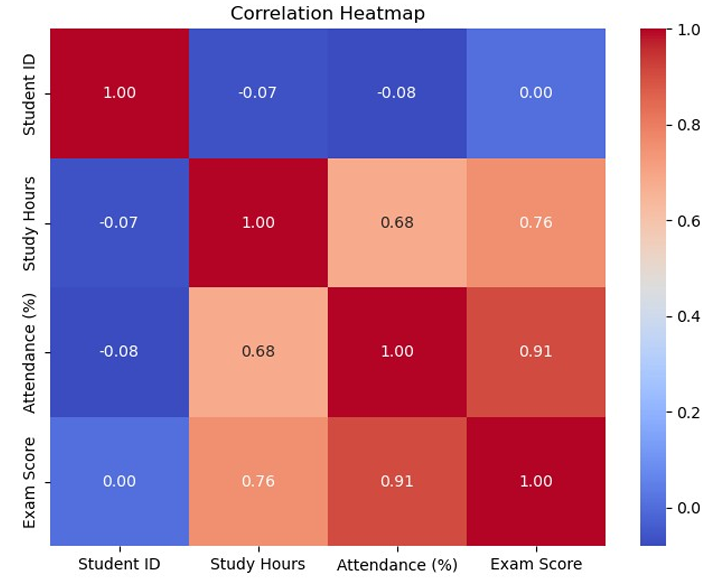 Correlation Heatmap
Student ID 1.00 -0.07 -0.08 0.00
Study Hours -0.07 1.00 0.68 0.76
Attendance (%) -0.08 0.68 1.00 0.91
Exam Score 0.00 0.76 0.91 1.00
Student ID Study Hours Attendance (%) Exam Score
1.0
0.8
0.6
0.4
0.2
0.0